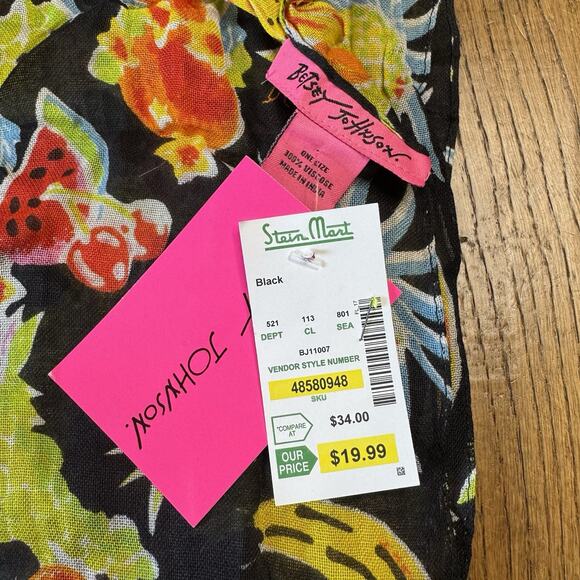 BETSEY JOHNSON.
ONE SIZE
100% VISCOSE
MADE IN INDIA
JOHNSON.
Stein Mart
Black
521 113 801
DEPT CL SEA
BJ11007
VENDOR STYLE NUMBER
48580948
SKU
*COMPARE
AT
$34.00
OUR
PRICE
$19.99